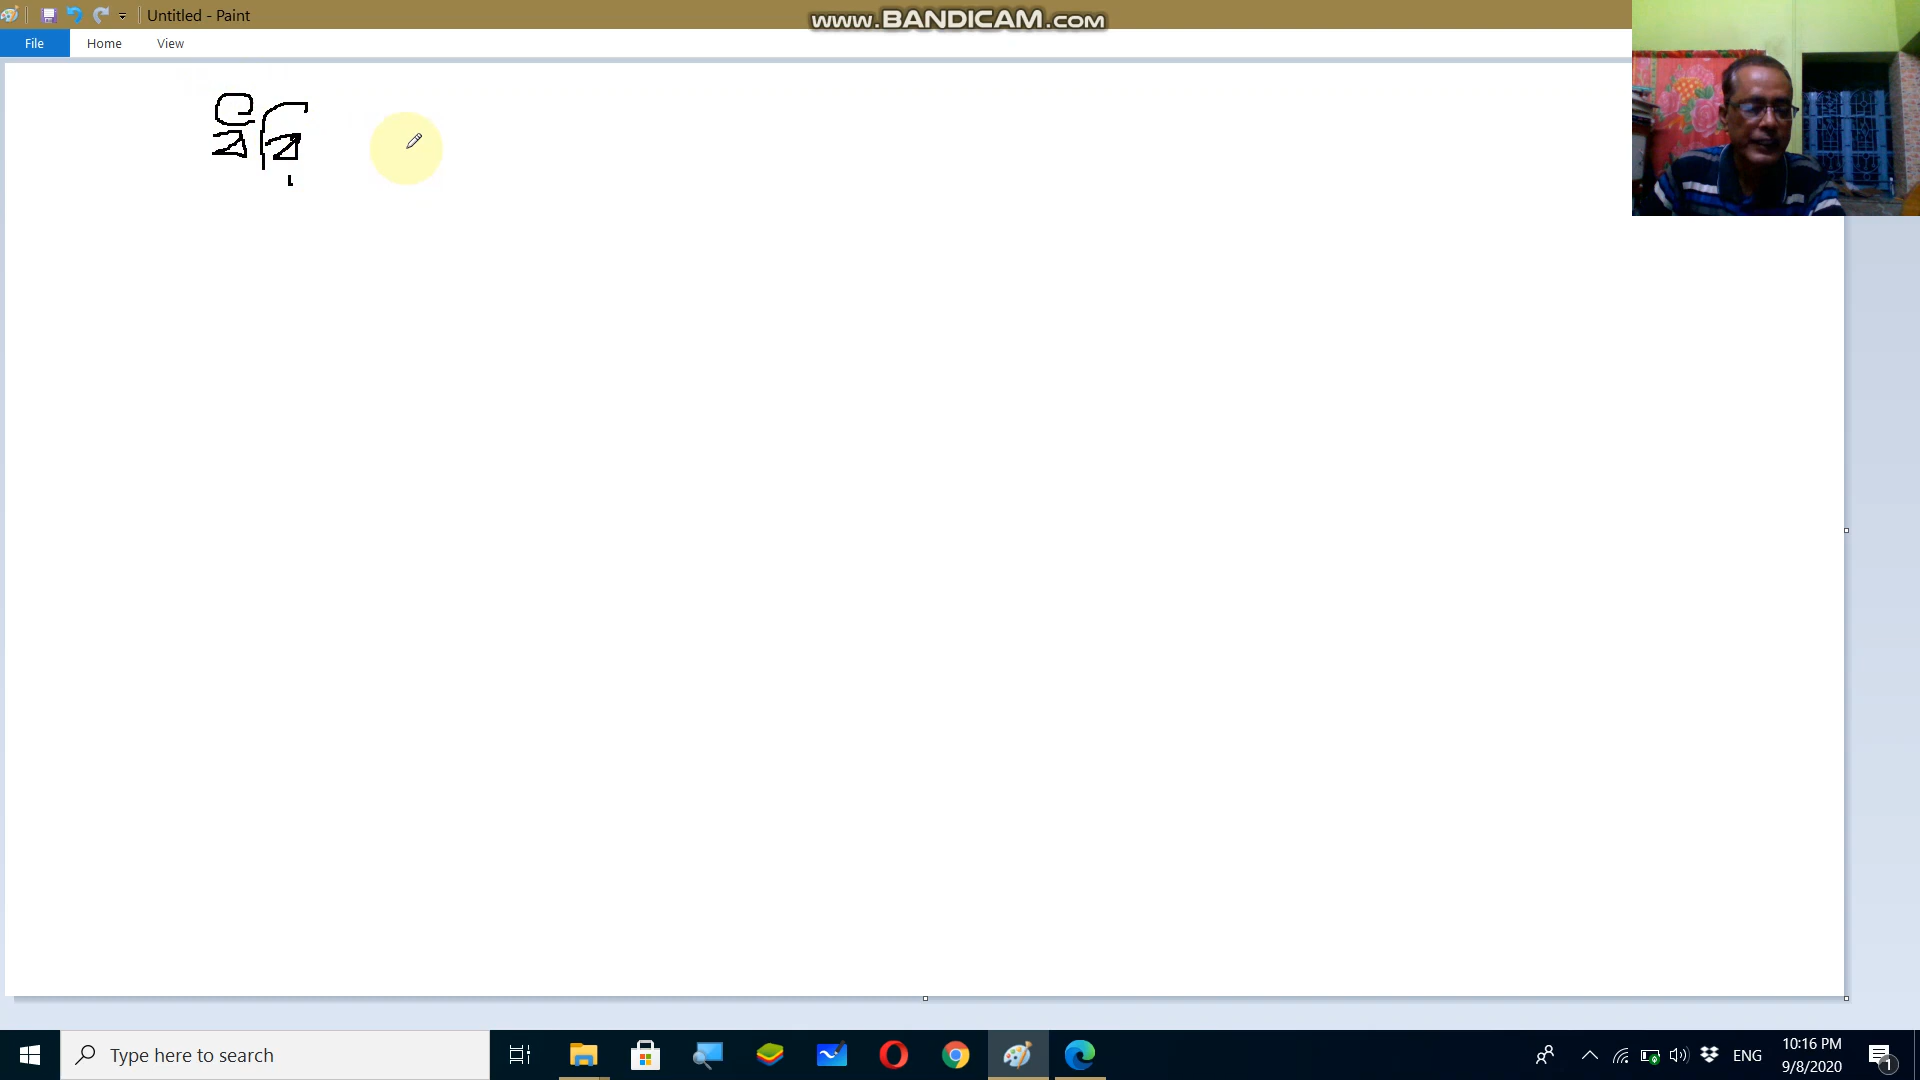 Untitled - Paint
www.BANDICAM.com
File Home View
Type here to search
ENG
10:16 PM
9/8/2020
1